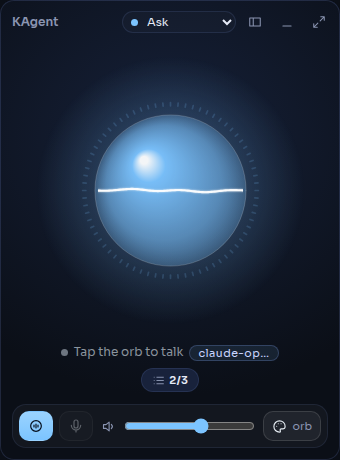 KAgent
Ask
Tap the orb to talk claude-op...
2/3
orb